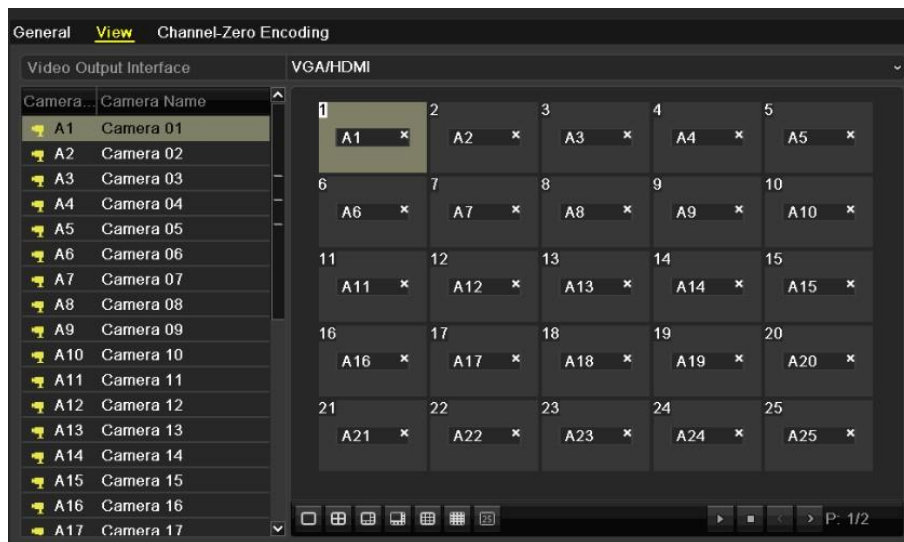 General View Channel-Zero Encoding
Video Output Interface VGA/HDMI
Camera... Camera Name
A1 Camera 01
A2 Camera 02
A3 Camera 03
A4 Camera 04
A5 Camera 05
A6 Camera 06
A7 Camera 07
A8 Camera 08
A9 Camera 09
A10 Camera 10
A11 Camera 11
A12 Camera 12
A13 Camera 13
A14 Camera 14
A15 Camera 15
A16 Camera 16
A17 Camera 17
1 2 3 4 5
A1 × A2 × A3 × A4 × A5 ×
6 7 8 9 10
A6 × A7 × A8 × A9 × A10 ×
11 12 13 14 15
A11 × A12 × A13 × A14 × A15 ×
16 17 18 19 20
A16 × A17 × A18 × A19 × A20 ×
21 22 23 24 25
A21 × A22 × A23 × A24 × A25 ×
25 P: 1/2